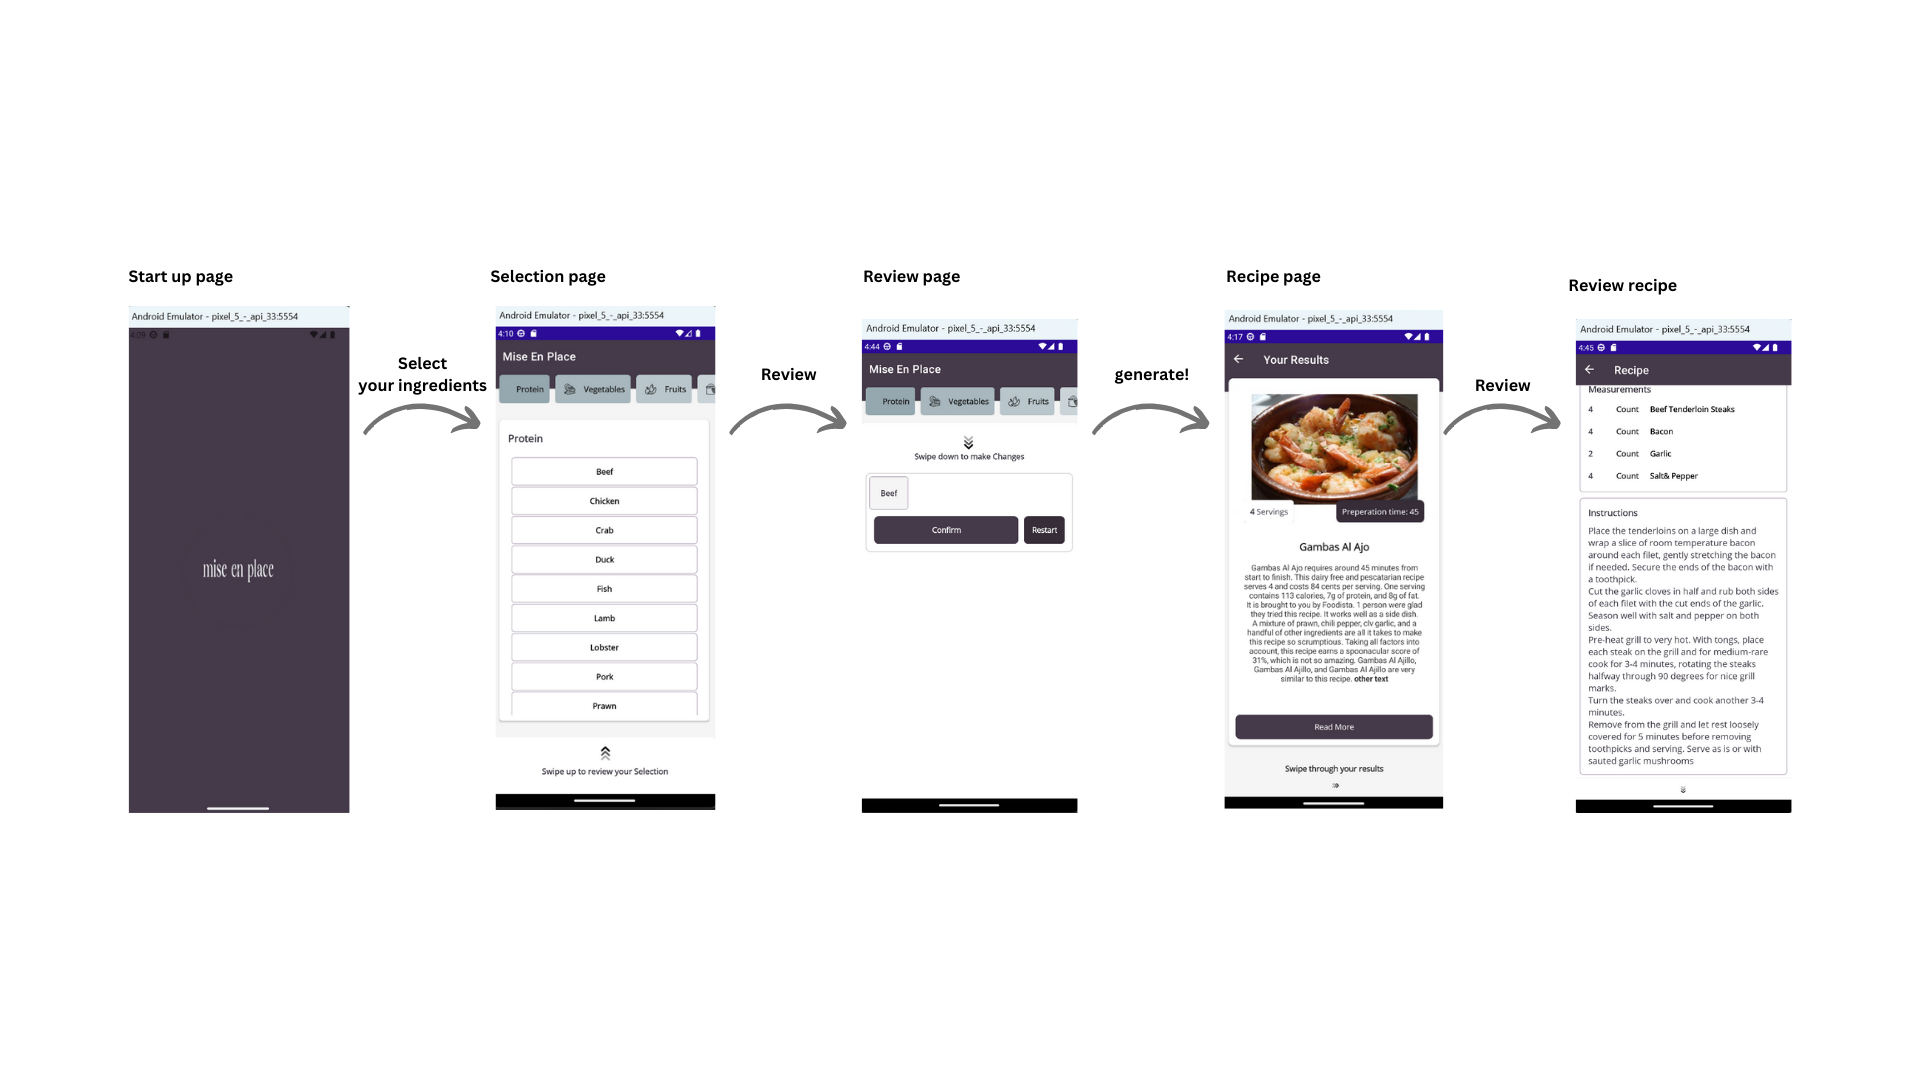 Start up page
Android Emulator - pixel_5_-_api_33:5554
4:09
mise en place
Select
your ingredients
Selection page
Android Emulator - pixel_5_-_api_33:5554
4:10
Mise En Place
Protein
Vegetables
Fruits
Protein
Beef
Chicken
Crab
Duck
Fish
Lamb
Lobster
Pork
Prawn
Swipe up to review your Selection
Review
Review page
Android Emulator - pixel_5_-_api_33:5554
4:44
Mise En Place
Protein
Vegetables
Fruits
Swipe down to make Changes
Beef
Confirm
Restart
generate!
Recipe page
Android Emulator - pixel_5_-_api_33:5554
4:17
Your Results
4 Servings
Preperation time: 45
Gambas Al Ajo
Gambas Al Ajo requires around 45 minutes from
start to finish. This dairy free and pescatarian recipe
serves 4 and costs 84 cents per serving. One serving
contains 113 calories, 7g of protein, and 8g of fat.
It is brought to you by Foodista. 1 person were glad
they tried this recipe. It works well as a side dish.
A mixture of prawn, chili pepper, clv garlic, and a
handful of other ingredients are all it takes to make
this recipe so scrumptious. Taking all factors into
account, this recipe earns a spoonacular score of
31%, which is not so amazing. Gambas Al Ajillo,
Gambas Al Ajillo, and Gambas Al Ajillo are very
similar to this recipe. other text
Read More
Swipe through your results
Review
Review recipe
Android Emulator - pixel_5_-_api_33:5554
4:45
Recipe
Measurements
4 Count Beef Tenderloin Steaks
4 Count Bacon
2 Count Garlic
4 Count Salt& Pepper
Instructions
Place the tenderloins on a large dish and
wrap a slice of room temperature bacon
around each filet, gently stretching the bacon
if needed. Secure the ends of the bacon with
a toothpick.
Cut the garlic cloves in half and rub both sides
of each filet with the cut ends of the garlic.
Season well with salt and pepper on both
sides.
Pre-heat grill to very hot. With tongs, place
each steak on the grill and for medium-rare
cook for 3-4 minutes, rotating the steaks
halfway through 90 degrees for nice grill
marks.
Turn the steaks over and cook another 3-4
minutes.
Remove from the grill and let rest loosely
covered for 5 minutes before removing
toothpicks and serving. Serve as is or with
sauted garlic mushrooms